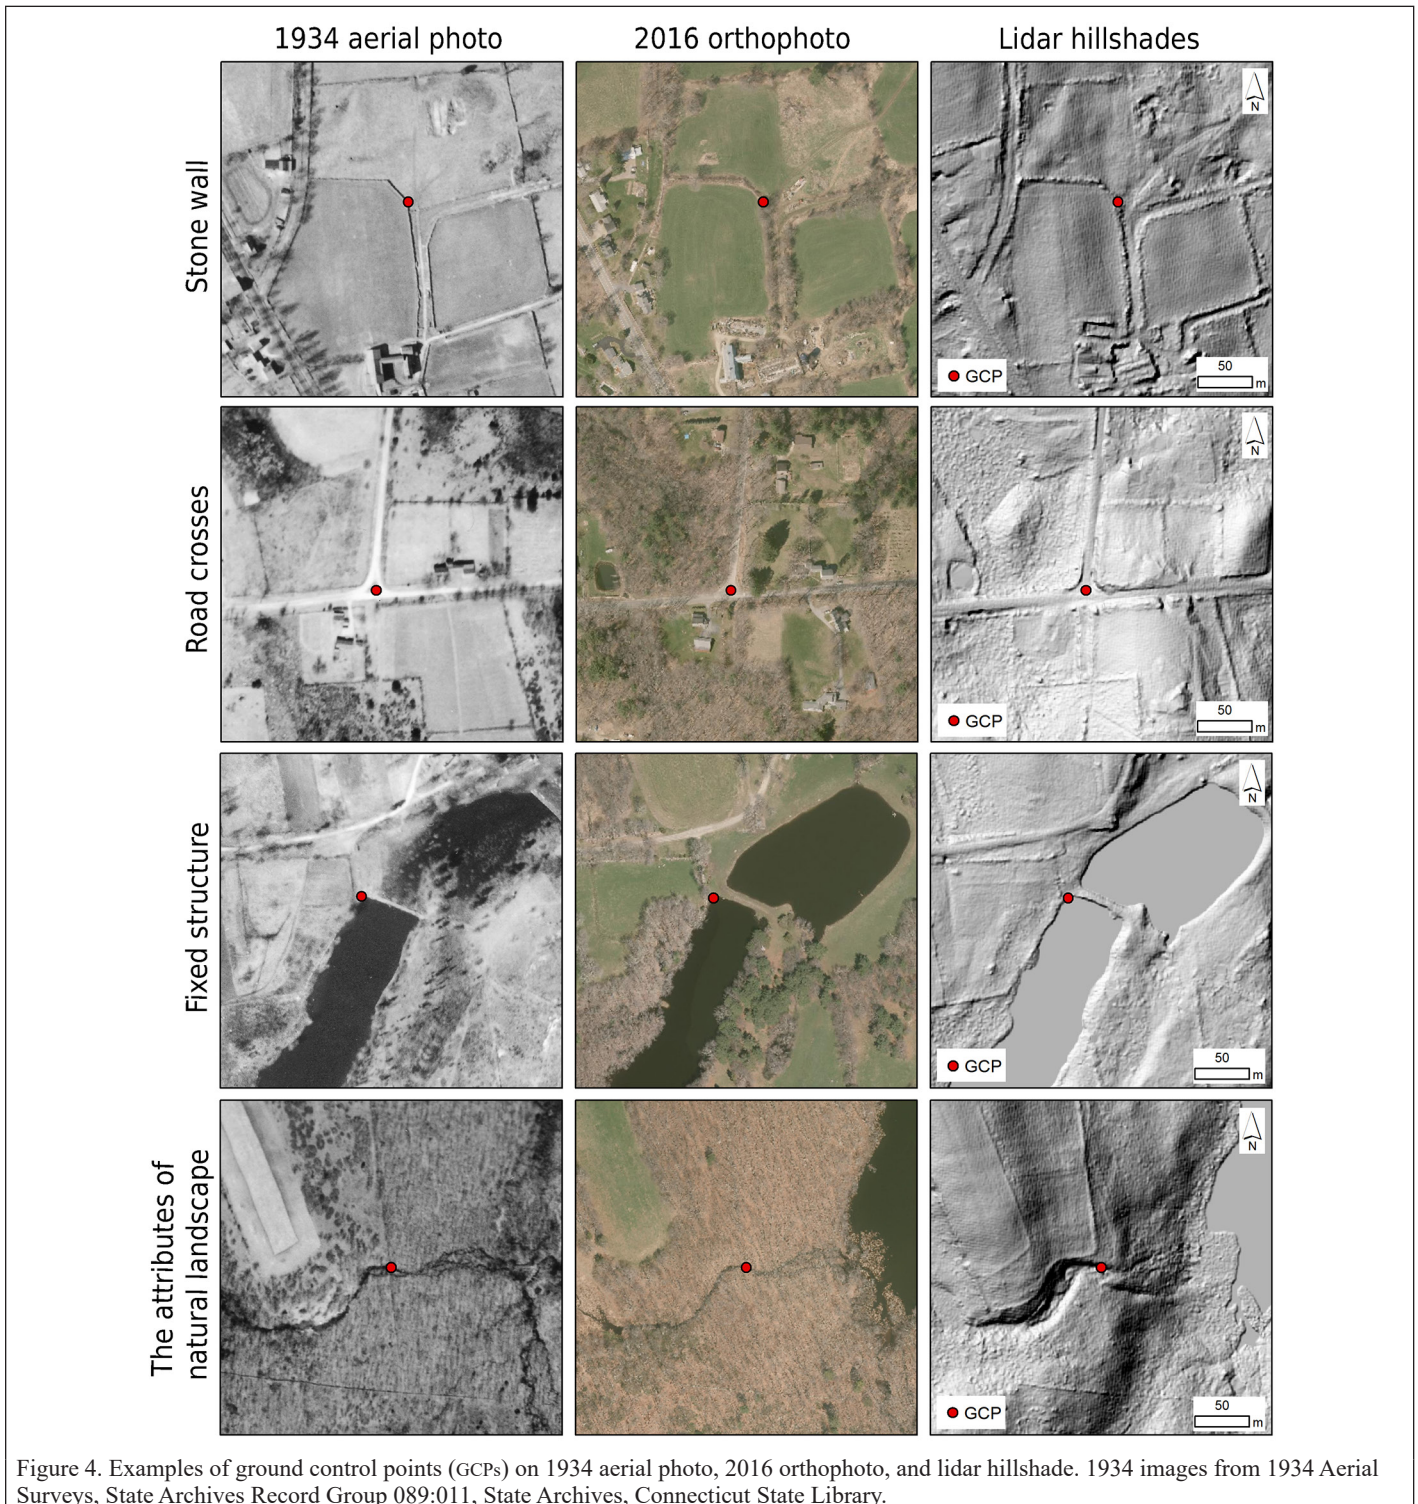 1934 aerial photo
2016 orthophoto
Lidar hillshades
Stone wall
N
GCP
50
m
Road crosses
N
GCP
50
m
Fixed structure
N
GCP
50
m
The attributes of
natural landscape
N
GCP
50
m
Figure 4. Examples of ground control points (GCPs) on 1934 aerial photo, 2016 orthophoto, and lidar hillshade. 1934 images from 1934 Aerial
Surveys, State Archives Record Group 089:011, State Archives, Connecticut State Library.